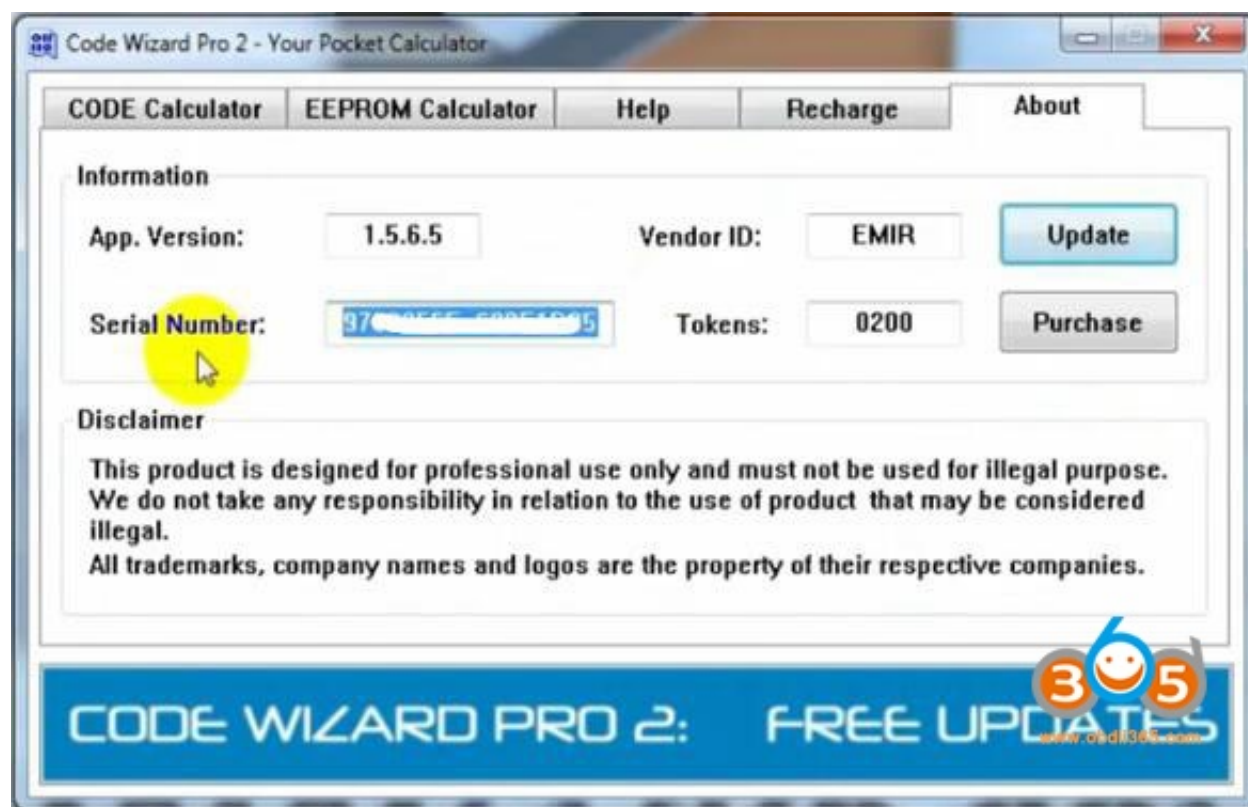 Code Wizard Pro 2 - Your Pocket Calculator
CODE Calculator EEPROM Calculator Help Recharge About
Information
App. Version: 1.5.6.5 Vendor ID: EMIR Update
Serial Number: Tokens: 0200 Purchase
Disclaimer
This product is designed for professional use only and must not be used for illegal purpose.
We do not take any responsibility in relation to the use of product that may be considered
illegal.
All trademarks, company names and logos are the property of their respective companies.
365
CODE WIZARD PRO 2: FREE UPDATES
www.obdii365.com